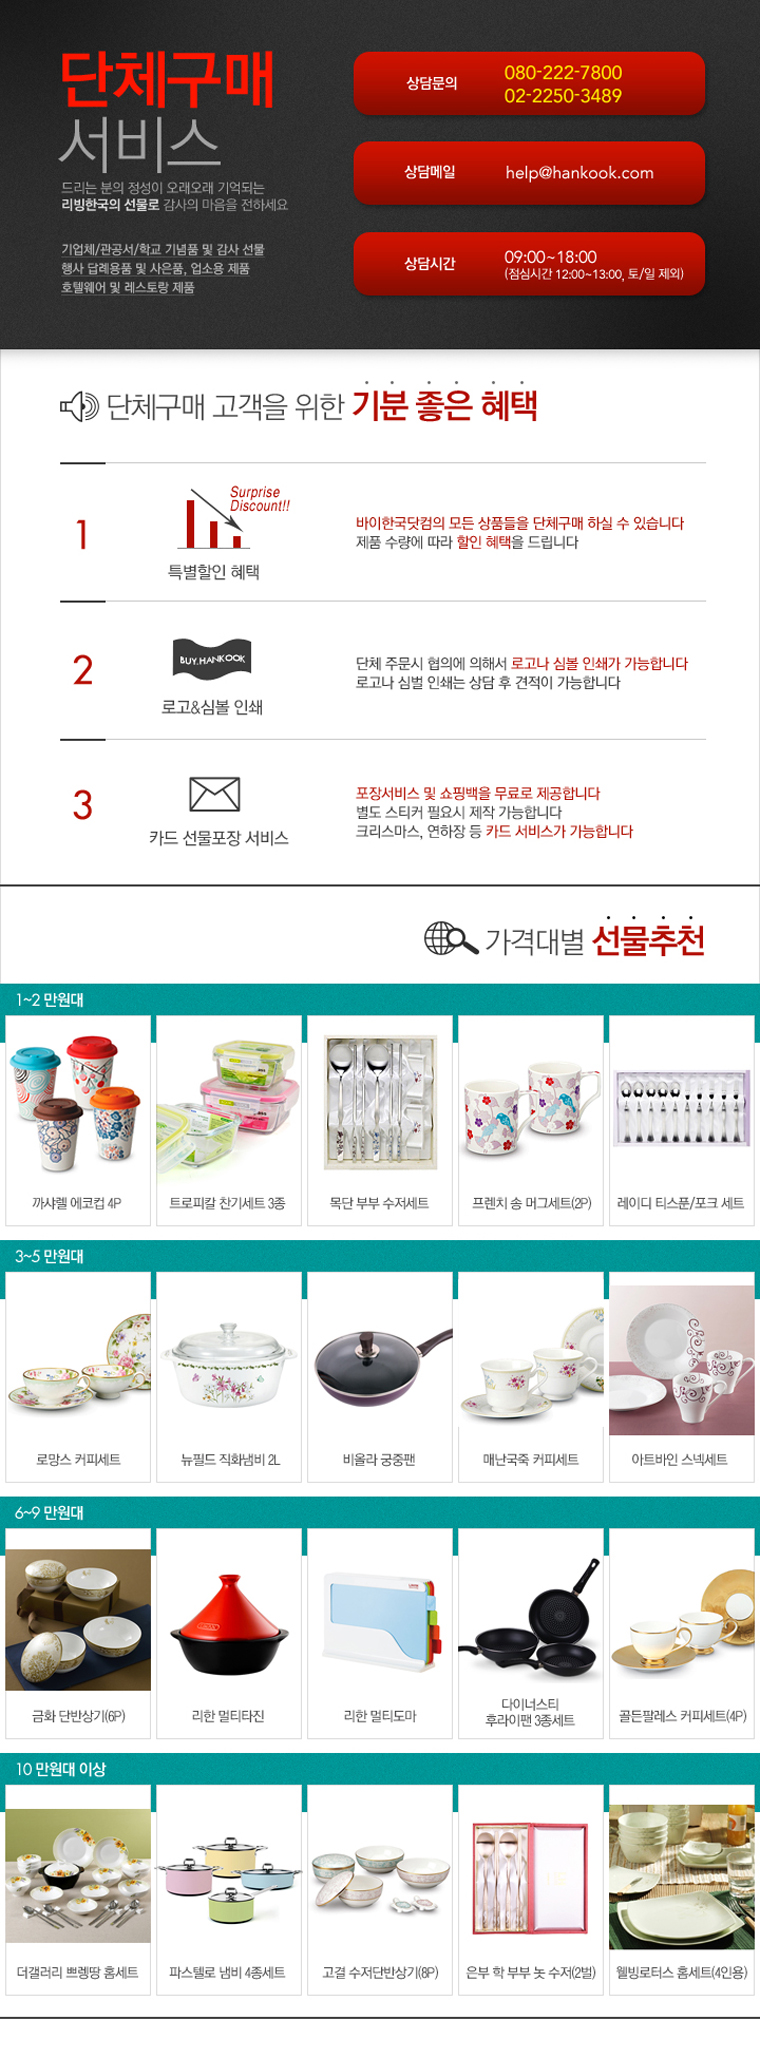 단체구매
서비스
드리는 분의 정성이 오래오래 기억되는
리빙한국의 선물로 감사의 마음을 전하세요
기업체/관공서/학교 기념품 및 감사 선물
행사 답례용품 및 사은품, 업소용 제품
호텔웨어 및 레스토랑 제품
상담문의
080-222-7800
02-2250-3489
상담메일
help@hankook.com
상담시간
09:00~18:00
(점심시간 12:00~13:00, 토/일 제외)
단체구매 고객을 위한 기분 좋은 혜택
1
Surprise
Discount!!
특별할인 혜택
바이한국닷컴의 모든 상품들을 단체구매 하실 수 있습니다
제품 수량에 따라 할인 혜택을 드립니다
2
BUY.HANKOOK
로고&심볼 인쇄
단체 주문시 협의에 의해서 로고나 심볼 인쇄가 가능합니다
로고나 심벌 인쇄는 상담 후 견적이 가능합니다
3
카드 선물포장 서비스
포장서비스 및 쇼핑백을 무료로 제공합니다
별도 스티커 필요시 제작 가능합니다
크리스마스, 연하장 등 카드 서비스가 가능합니다
가격대별 선물추천
1~2 만원대
까샤렐 에코컵 4P
트로피칼 찬기세트 3종
목단 부부 수저세트
프렌치 송 머그세트(2P)
레이디 티스푼/포크 세트
3~5 만원대
로망스 커피세트
뉴필드 직화냄비 2L
비올라 궁중팬
매난국죽 커피세트
아트바인 스넥세트
6~9 만원대
금화 단반상기(6P)
리한 멀티타진
리한 멀티도마
다이너스티
후라이팬 3종세트
골든팔레스 커피세트(4P)
10 만원대 이상
더갤러리 쁘렝땅 홈세트
파스텔로 냄비 4종세트
고결 수저단반상기(8P)
은부 학 부부 놋 수저(2벌)
웰빙로터스 홈세트(4인용)